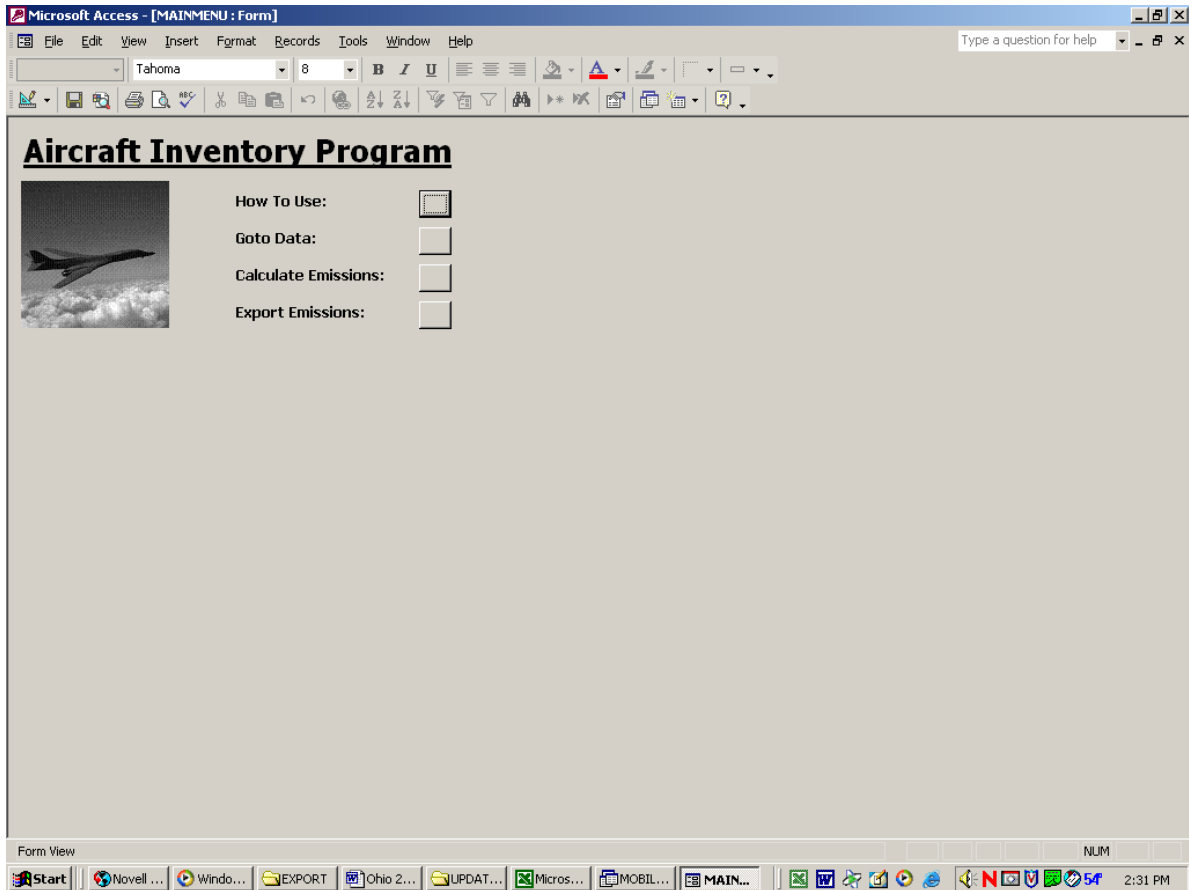 Microsoft Access - [MAINMENU : Form]
File Edit View Insert Format Records Tools Window Help Type a question for help
Tahoma 8 B I U A
ABC A Z Z A
Aircraft Inventory Program
How To Use:
Goto Data:
Calculate Emissions:
Export Emissions:
Form View NUM
Start Novell ... Windo... EXPORT Ohio 2... UPDAT... Micros... MOBIL... MAIN... 54° 2:31 PM